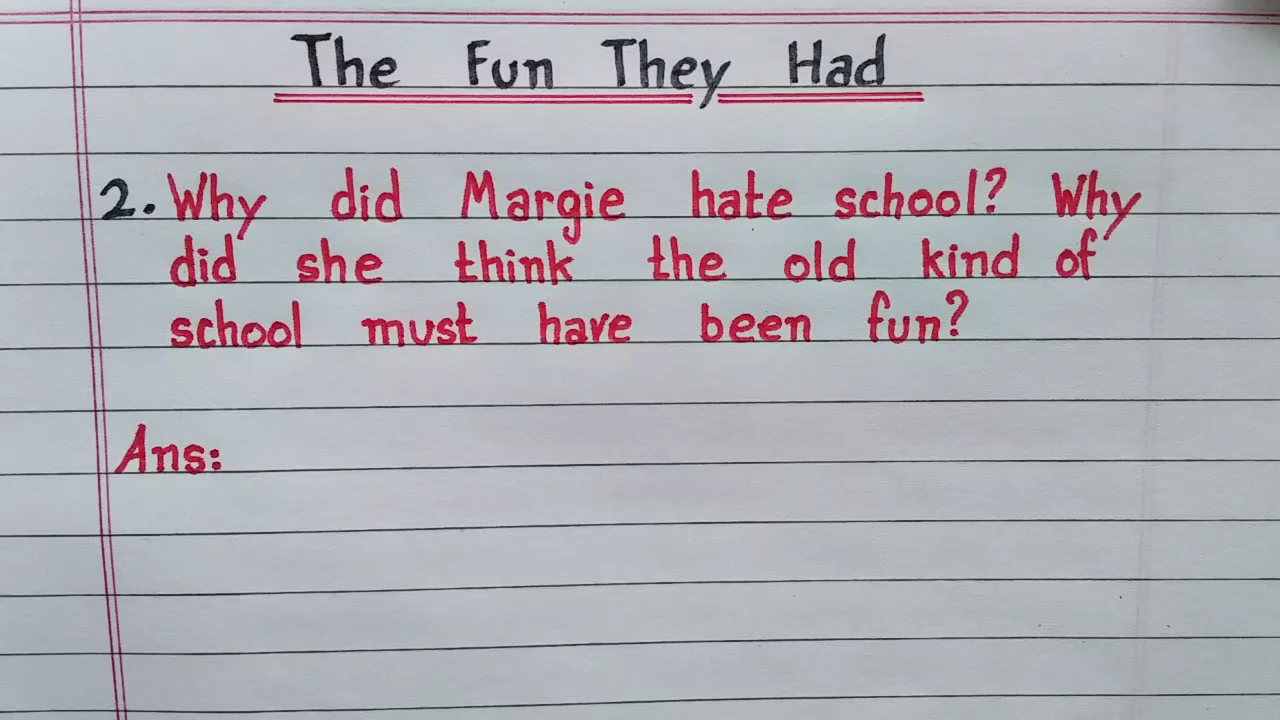 The Fun They Had
2. Why did Margie hate school? Why
did she think the old kind of
school must have been fun?
Ans: